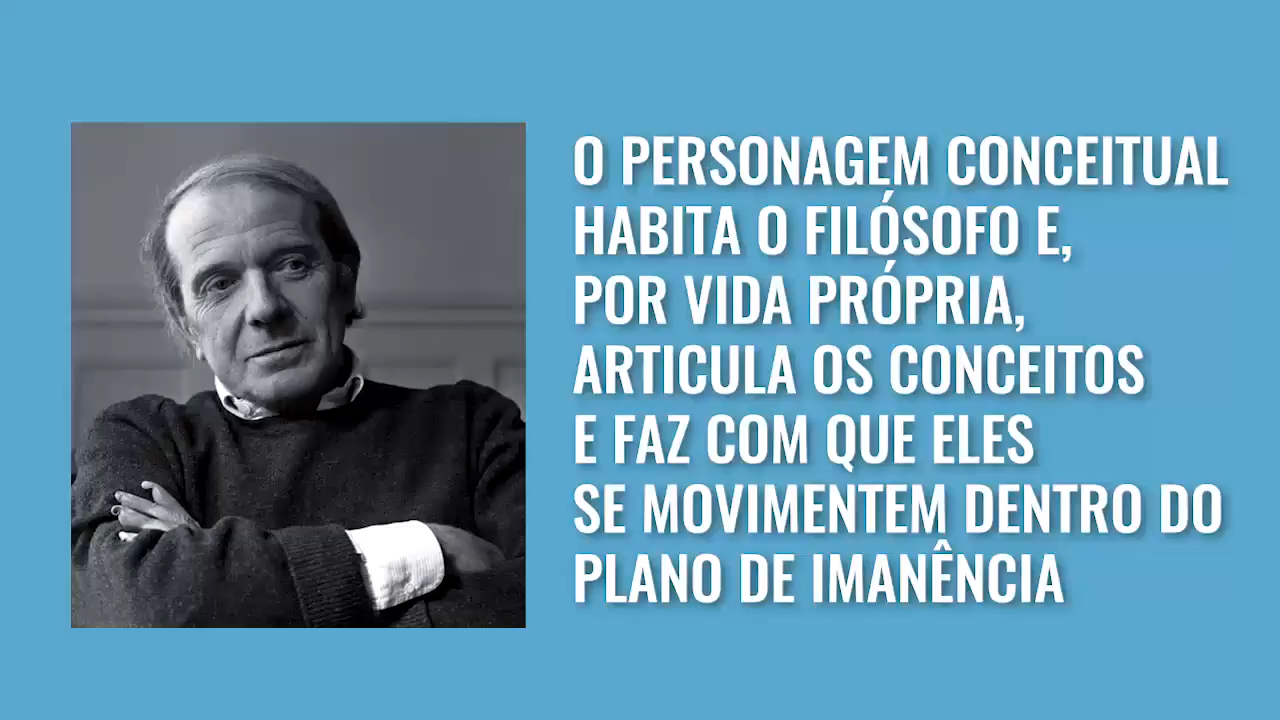 O PERSONAGEM CONCEITUAL
HABITA O FILÓSOFO E,
POR VIDA PRÓPRIA,
ARTICULA OS CONCEITOS
E FAZ COM QUE ELES
SE MOVIMENTEM DENTRO DO
PLANO DE IMANÊNCIA